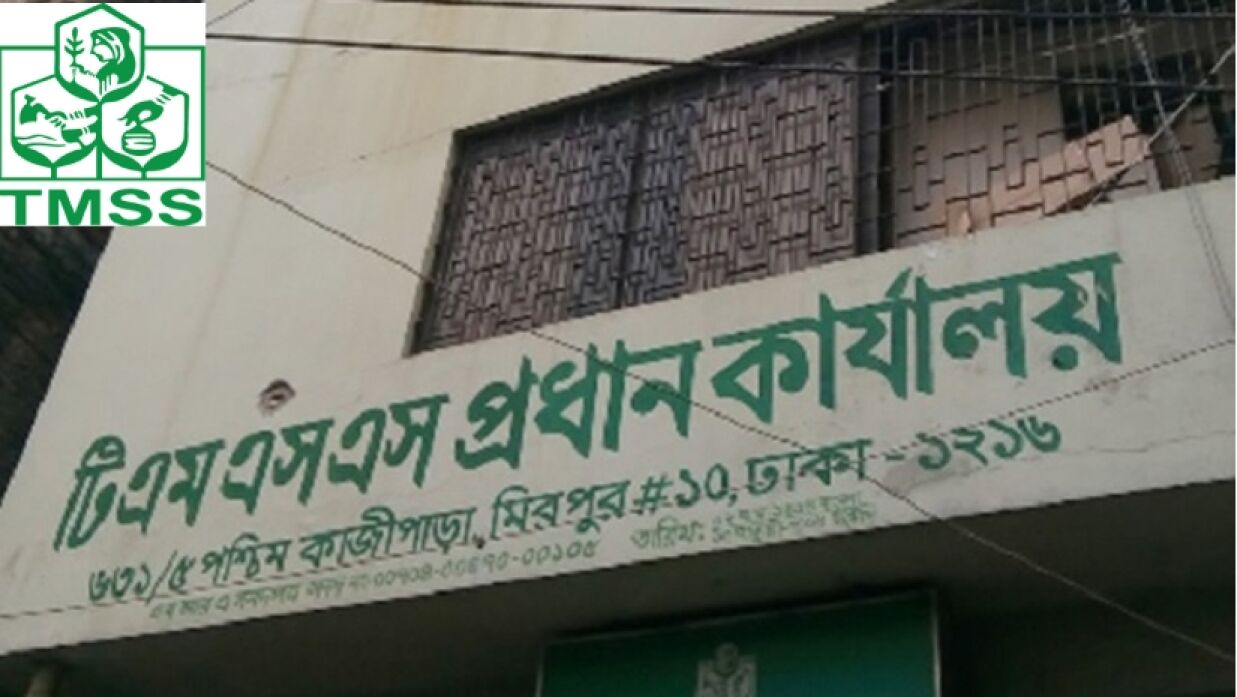 TMSS
টিএমএসএস প্রধান কার্যালয়
৬৩১/৫ পশ্চিম কাজীপাড়া, মিরপুর # ১০, ঢাকা - ১২১৬
তারিখ: